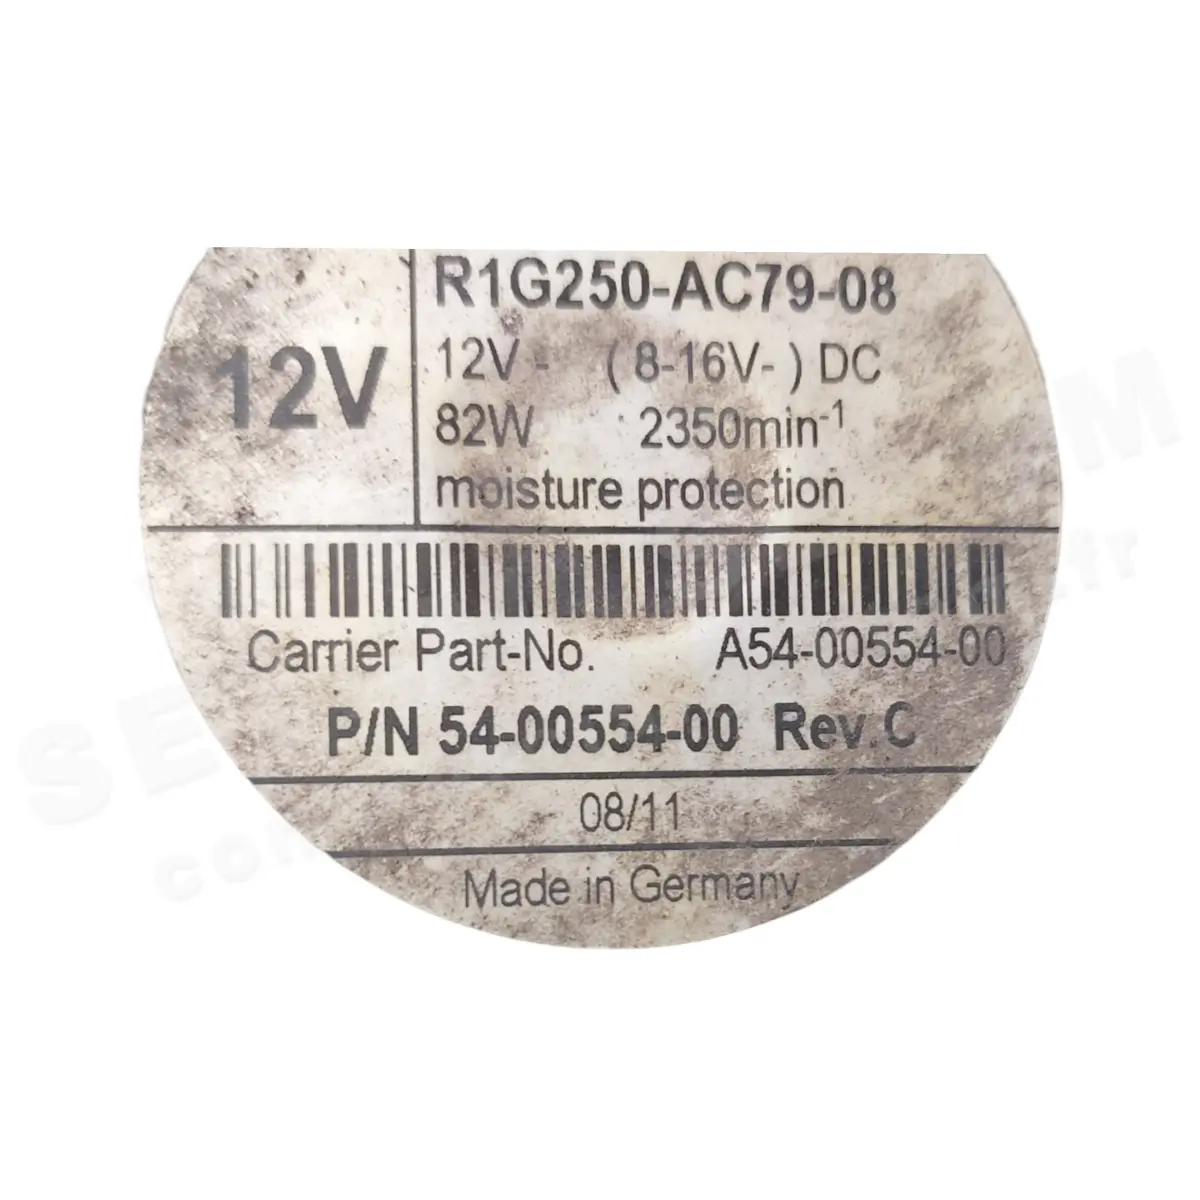 R1G250-AC79-08
12V
12V- ( 8-16V- ) DC
82W 2350min⁻¹
moisture protection
Carrier Part-No. A54-00554-00
P/N 54-00554-00 Rev.C
08/11
Made in Germany